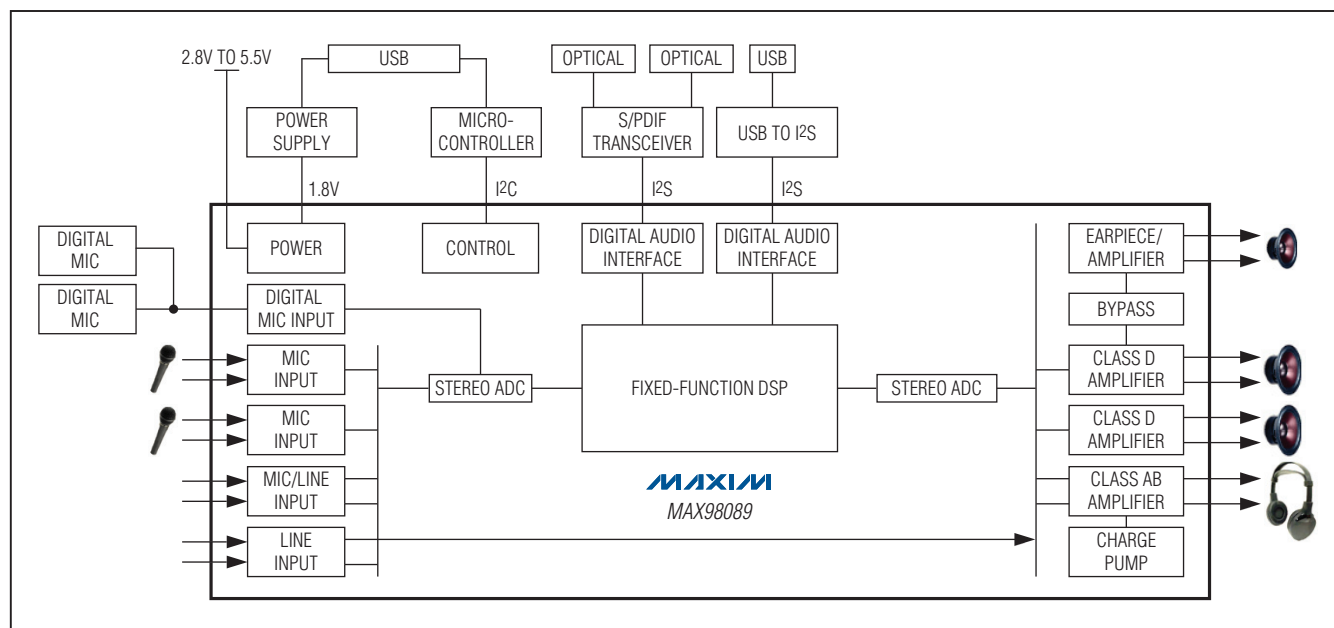 2.8V TO 5.5V
USB
OPTICAL
OPTICAL
USB
POWER
SUPPLY
MICRO-
CONTROLLER
S/PDIF
TRANSCEIVER
USB TO I2S
1.8V
I2C
I2S
I2S
DIGITAL
MIC
DIGITAL
MIC
POWER
CONTROL
DIGITAL AUDIO
INTERFACE
DIGITAL AUDIO
INTERFACE
EARPIECE/
AMPLIFIER
DIGITAL
MIC INPUT
BYPASS
MIC
INPUT
STEREO ADC
FIXED-FUNCTION DSP
STEREO ADC
CLASS D
AMPLIFIER
MIC
INPUT
CLASS D
AMPLIFIER
MIC/LINE
INPUT
MAXIM
MAX98089
CLASS AB
AMPLIFIER
LINE
INPUT
CHARGE
PUMP